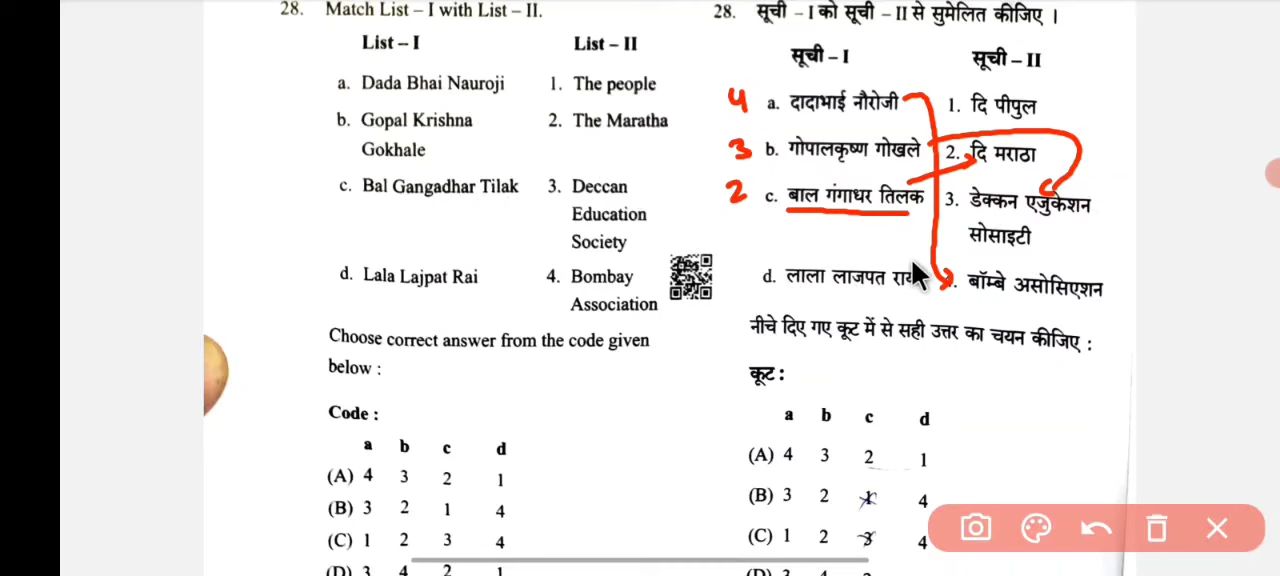 28. Match List – I with List – II.
List – I List – II
a. Dada Bhai Nauroji 1. The people
b. Gopal Krishna 2. The Maratha
Gokhale
c. Bal Gangadhar Tilak 3. Deccan
Education
Society
d. Lala Lajpat Rai 4. Bombay
Association
Choose correct answer from the code given
below :
Code :
a b c d
(A) 4 3 2 1
(B) 3 2 1 4
(C) 1 2 3 4
(D) 3 4 2 1
28. सूची – I को सूची – II से सुमेलित कीजिए ।
सूची – I सूची – II
4 a. दादाभाई नौरोजी 1. दि पीपुल
3 b. गोपालकृष्ण गोखले 2. दि मराठा
2 c. बाल गंगाधर तिलक 3. डेक्कन एजुकेशन
सोसाइटी
d. लाला लाजपत राय बॉम्बे असोसिएशन
नीचे दिए गए कूट में से सही उत्तर का चयन कीजिए :
कूट :
a b c d
(A) 4 3 2 1
(B) 3 2 1 4
(C) 1 2 3 4